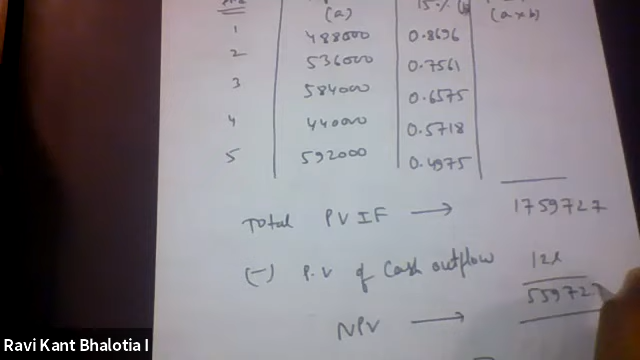 (a) 15% (a×b)
1 488000 0.8696
2 536000 0.7561
3 584000 0.6575
4 440000 0.5718
5 592000 0.4975
Total PVIF → 1759727
(-) P.V of Cash outflow 12L
559727
NPV →
Ravi Kant Bhalotia I